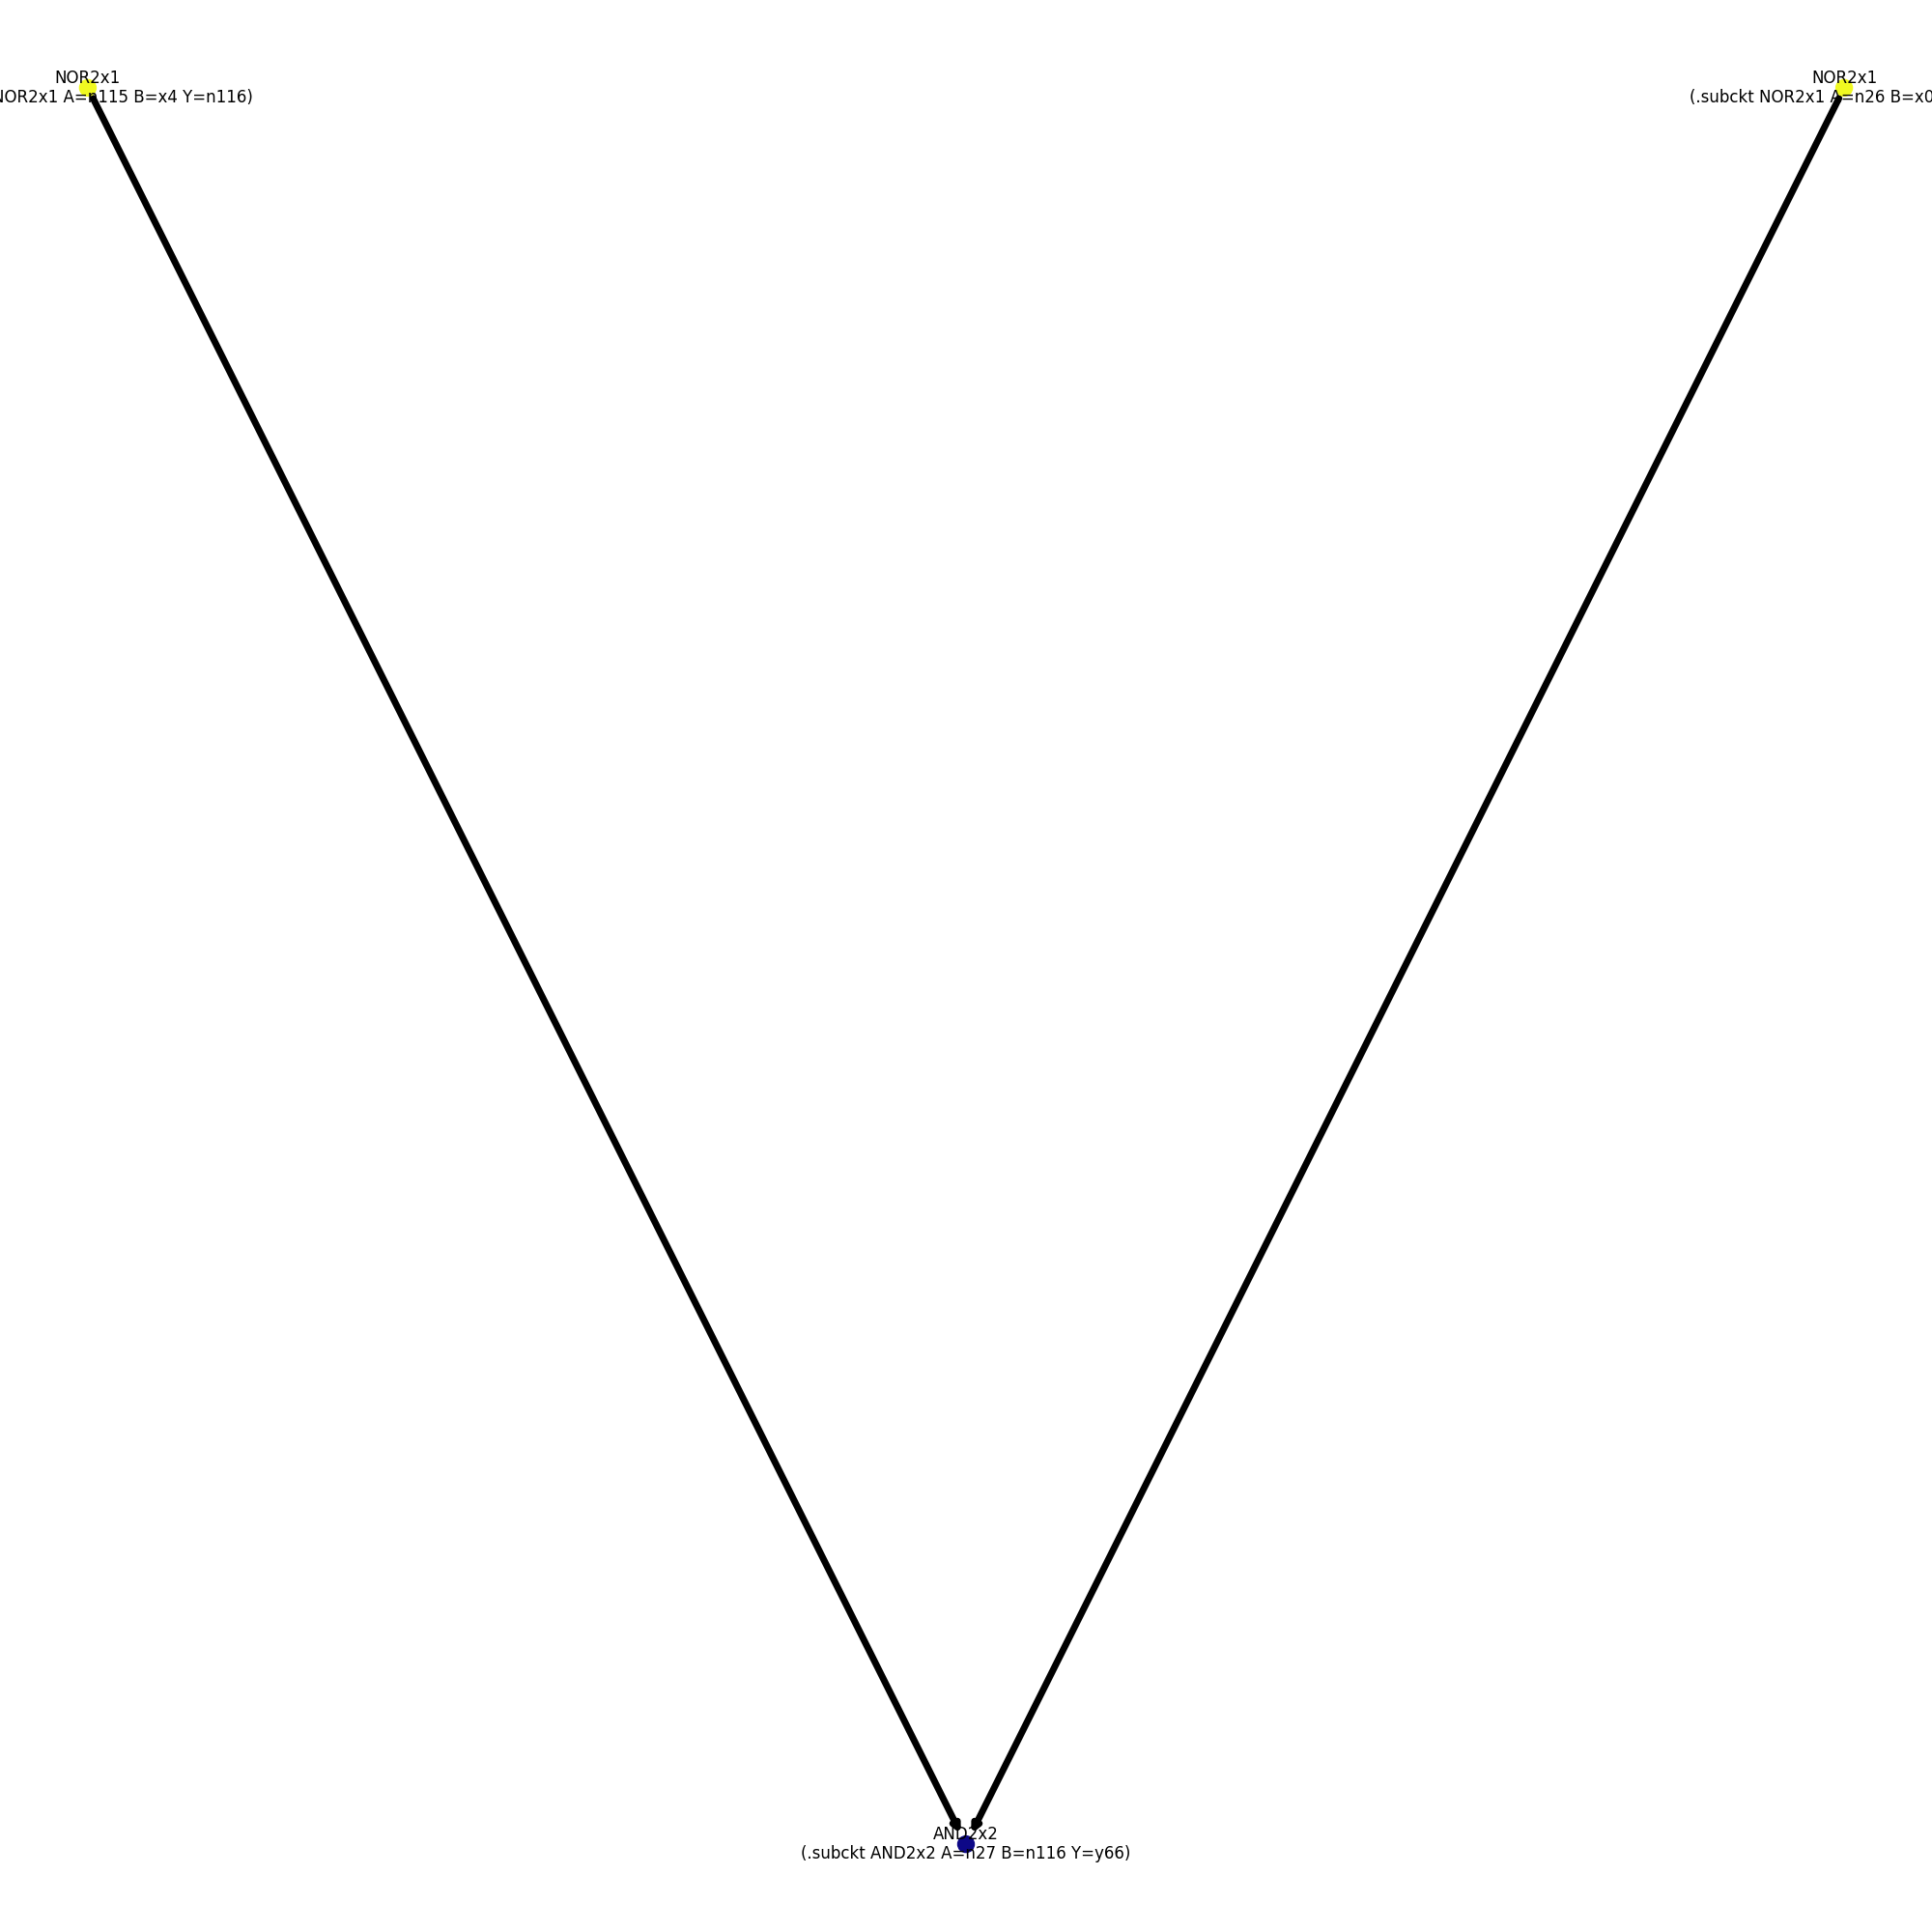 NOR2x1
NOR2x1 A=n115 B=x4 Y=n116)
NOR2x1
(.subckt NOR2x1 A=n26 B=x0
AND2x2
(.subckt AND2x2 A=n27 B=n116 Y=y66)